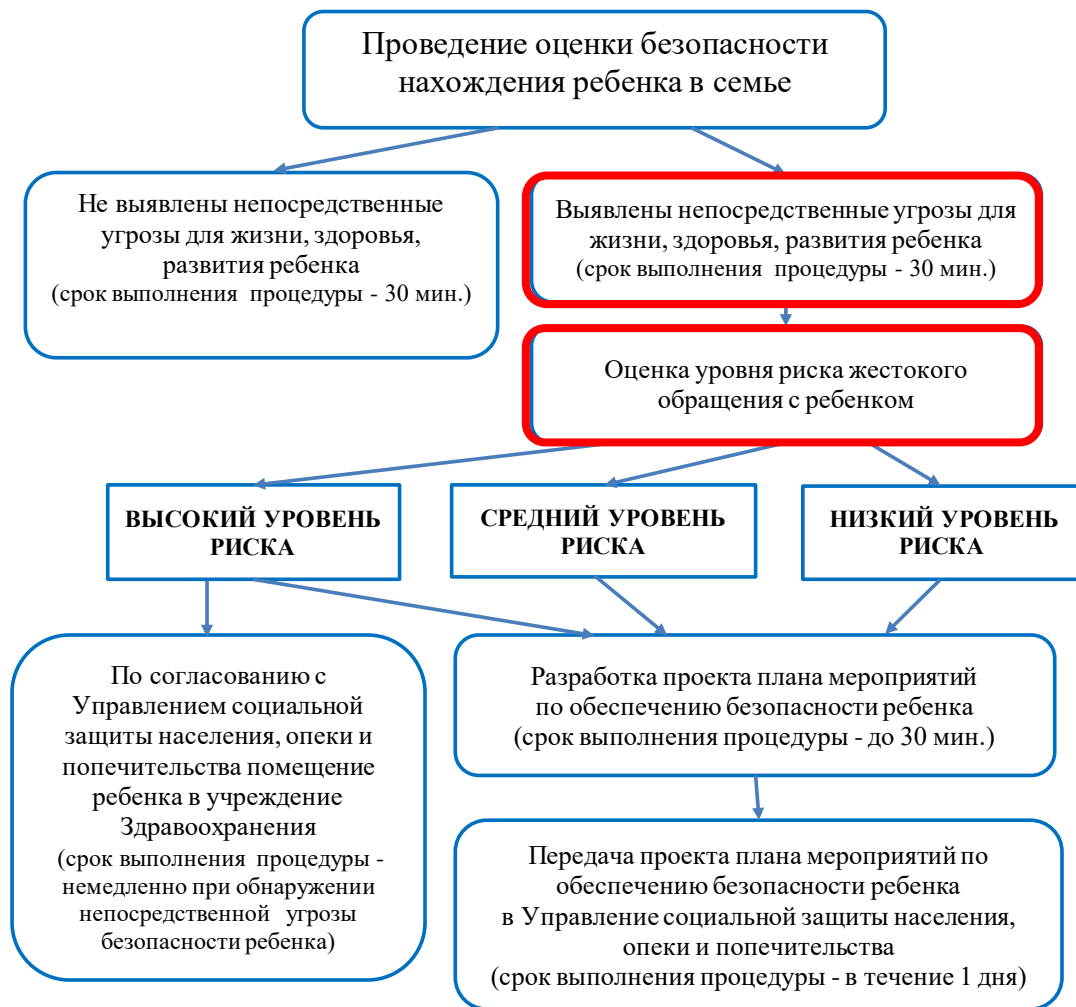 Проведение оценки безопасности
нахождения ребенка в семье
Не выявлены непосредственные
угрозы для жизни, здоровья,
развития ребенка
(срок выполнения процедуры - 30 мин.)
Выявлены непосредственные угрозы для
жизни, здоровья, развития ребенка
(срок выполнения процедуры - 30 мин.)
Оценка уровня риска жестокого
обращения с ребенком
ВЫСОКИЙ УРОВЕНЬ
РИСКА
СРЕДНИЙ УРОВЕНЬ
РИСКА
НИЗКИЙ УРОВЕНЬ
РИСКА
По согласованию с
Управлением социальной
защиты населения, опеки и
попечительства помещение
ребенка в учреждение
Здравоохранения
(срок выполнения процедуры -
немедленно при обнаружении
непосредственной угрозы
безопасности ребенка)
Разработка проекта плана мероприятий
по обеспечению безопасности ребенка
(срок выполнения процедуры - до 30 мин.)
Передача проекта плана мероприятий по
обеспечению безопасности ребенка
в Управление социальной защиты населения,
опеки и попечительства
(срок выполнения процедуры - в течение 1 дня)